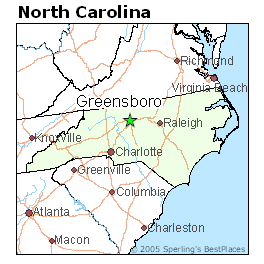 North Carolina
Richmond
Virginia Beach
Greensboro
Raleigh
Knoxville
Charlotte
Greenville
Columbia
Atlanta
Charleston
Macon
© 2005 Sperling's BestPlaces